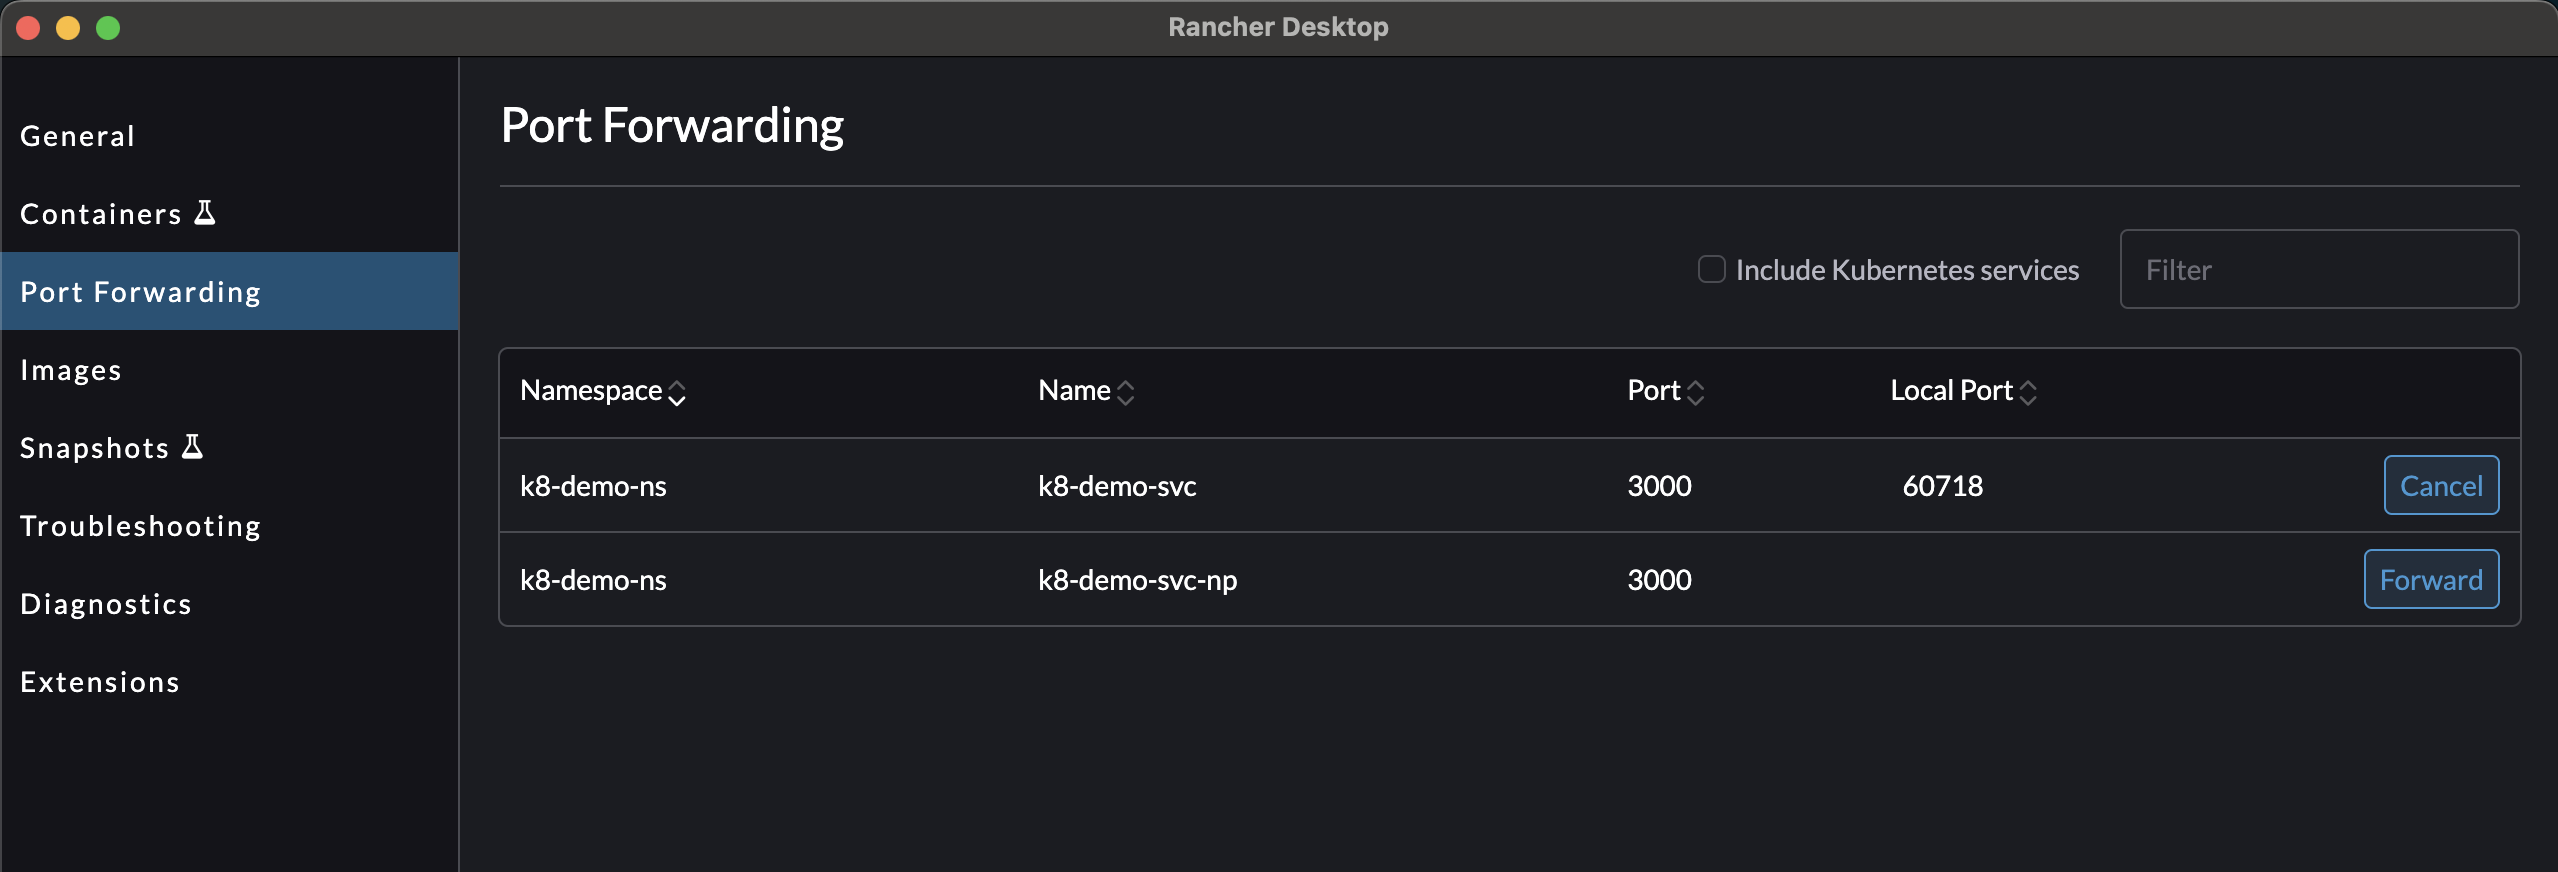 Rancher Desktop
General
Containers
Port Forwarding
Images
Snapshots
Troubleshooting
Diagnostics
Extensions
Port Forwarding
Include Kubernetes services
Filter
Namespace Name Port Local Port
k8-demo-ns k8-demo-svc 3000 60718 Cancel
k8-demo-ns k8-demo-svc-np 3000 Forward